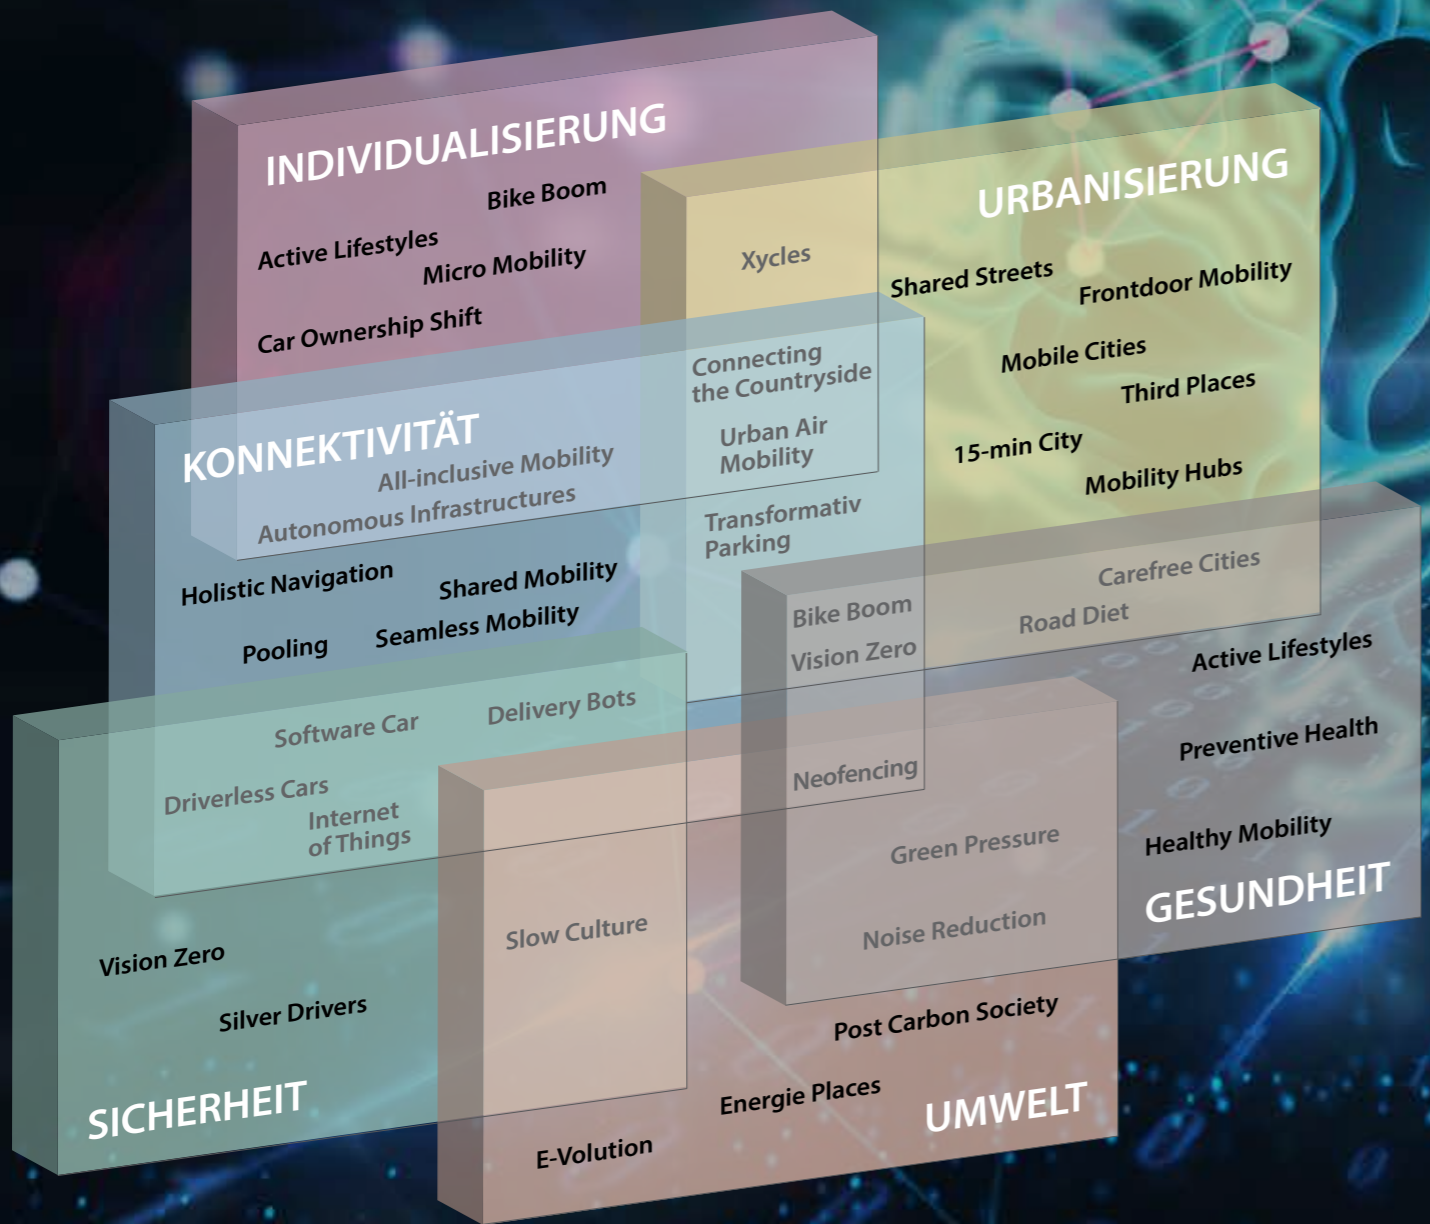 INDIVIDUALISIERUNG
Bike Boom
Active Lifestyles
Micro Mobility
Car Ownership Shift
URBANISIERUNG
Xycles
Shared Streets
Frontdoor Mobility
Mobile Cities
Third Places
15-min City
Mobility Hubs
Connecting
the Countryside
Urban Air
Mobility
Transformativ
Parking
KONNEKTIVITÄT
All-inclusive Mobility
Autonomous Infrastructures
Holistic Navigation
Shared Mobility
Pooling
Seamless Mobility
Software Car
Delivery Bots
Driverless Cars
Internet
of Things
Carefree Cities
Road Diet
Bike Boom
Vision Zero
Neofencing
Active Lifestyles
Preventive Health
Healthy Mobility
GESUNDHEIT
Green Pressure
Noise Reduction
Slow Culture
Vision Zero
Silver Drivers
SICHERHEIT
Post Carbon Society
Energie Places
E-Volution
UMWELT